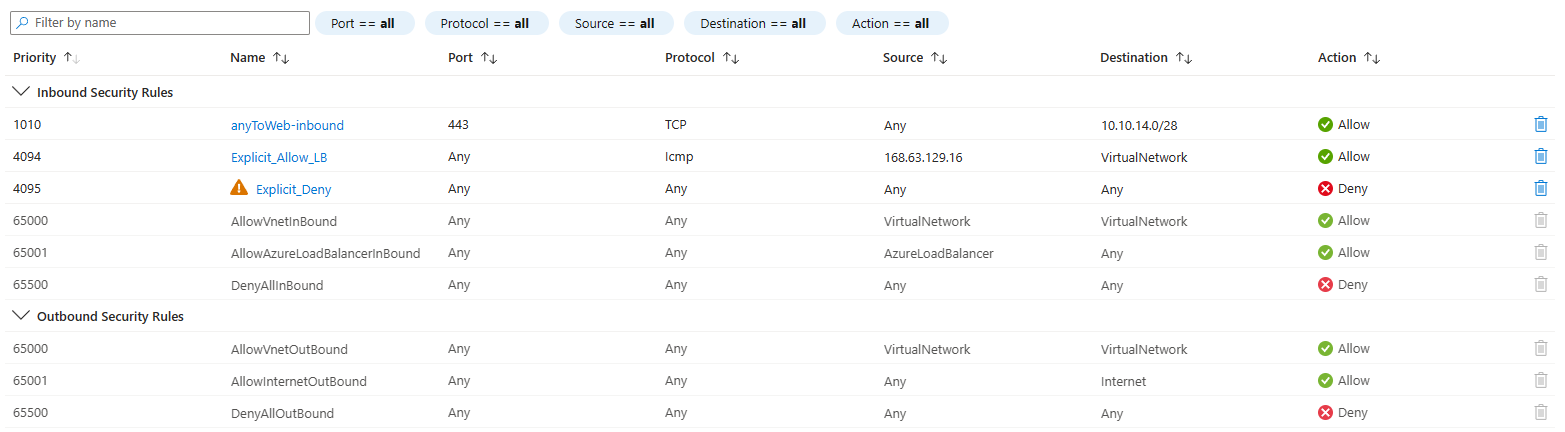 Filter by name Port == all Protocol == all Source == all Destination == all Action == all
Priority Name Port Protocol Source Destination Action
Inbound Security Rules
1010 anyToWeb-inbound 443 TCP Any 10.10.14.0/28 Allow
4094 Explicit_Allow_LB Any Icmp 168.63.129.16 VirtualNetwork Allow
4095 Explicit_Deny Any Any Any Any Deny
65000 AllowVnetInBound Any Any VirtualNetwork VirtualNetwork Allow
65001 AllowAzureLoadBalancerInBound Any Any AzureLoadBalancer Any Allow
65500 DenyAllInBound Any Any Any Any Deny
Outbound Security Rules
65000 AllowVnetOutBound Any Any VirtualNetwork VirtualNetwork Allow
65001 AllowInternetOutBound Any Any Any Internet Allow
65500 DenyAllOutBound Any Any Any Any Deny